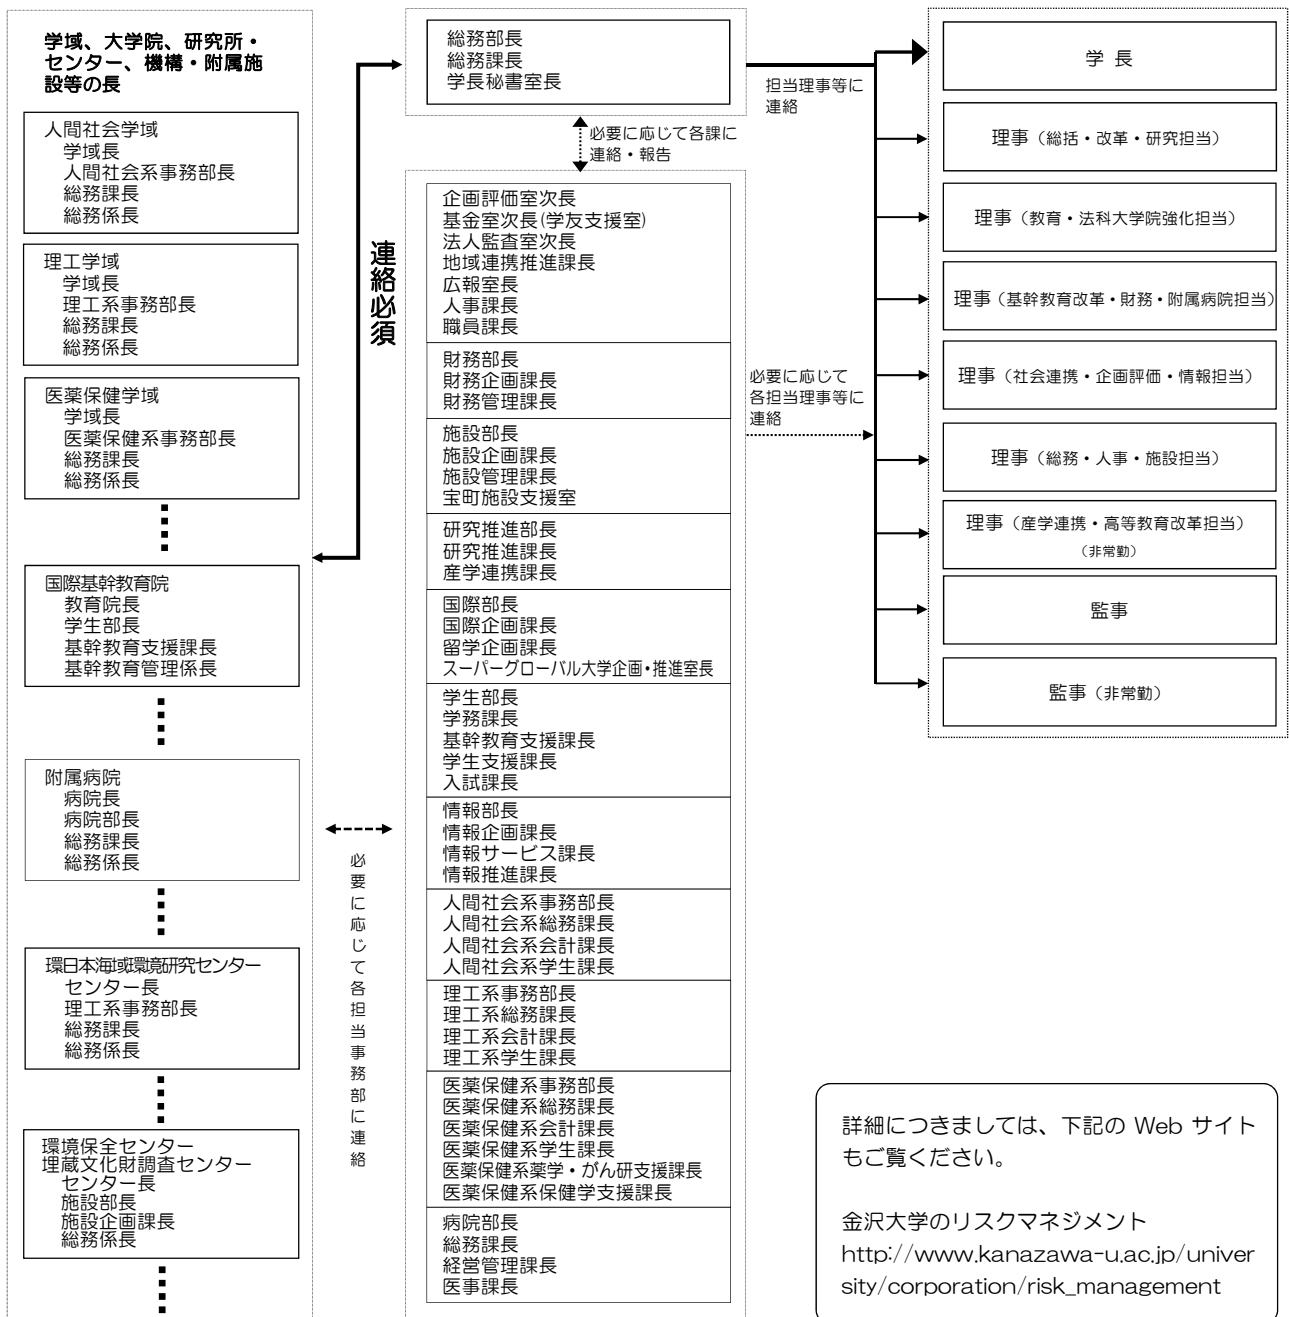 学域、大学院、研究所・
センター、機構・附属施
設等の長
人間社会学域
学域長
人間社会系事務部長
総務課長
総務係長
理工学域
学域長
理工系事務部長
総務課長
総務係長
医薬保健学域
学域長
医薬保健系事務部長
総務課長
総務係長
国際基幹教育院
教育院長
学生部長
基幹教育支援課長
基幹教育管理係長
附属病院
病院長
病院部長
総務課長
総務係長
環日本海域環境研究センター
センター長
理工系事務部長
総務課長
総務係長
環境保全センター
埋蔵文化財調査センター
センター長
施設部長
施設企画課長
総務係長
連絡必須
必要に応じて各担当事務部に連絡
総務部長
総務課長
学長秘書室長
必要に応じて各課に
連絡・報告
企画評価室次長
基金室次長(学友支援室)
法人監査室次長
地域連携推進課長
広報室長
人事課長
職員課長
財務部長
財務企画課長
財務管理課長
施設部長
施設企画課長
施設管理課長
宝町施設支援室
研究推進部長
研究推進課長
産学連携課長
国際部長
国際企画課長
留学企画課長
スーパーグローバル大学企画・推進室長
学生部長
学務課長
基幹教育支援課長
学生支援課長
入試課長
情報部長
情報企画課長
情報サービス課長
情報推進課長
人間社会系事務部長
人間社会系総務課長
人間社会系会計課長
人間社会系学生課長
理工系事務部長
理工系総務課長
理工系会計課長
理工系学生課長
医薬保健系事務部長
医薬保健系総務課長
医薬保健系会計課長
医薬保健系学生課長
医薬保健系薬学・がん研支援課長
医薬保健系保健学支援課長
病院部長
総務課長
経営管理課長
医事課長
担当理事等に
連絡
必要に応じて
各担当理事等に
連絡
学 長
理事（総括・改革・研究担当）
理事（教育・法科大学院強化担当）
理事（基幹教育改革・財務・附属病院担当）
理事（社会連携・企画評価・情報担当）
理事（総務・人事・施設担当）
理事（産学連携・高等教育改革担当）
（非常勤）
監事
監事（非常勤）
詳細につきましては、下記の Web サイト
もご覧ください。
金沢大学のリスクマネジメント
http://www.kanazawa-u.ac.jp/univer
sity/corporation/risk_management